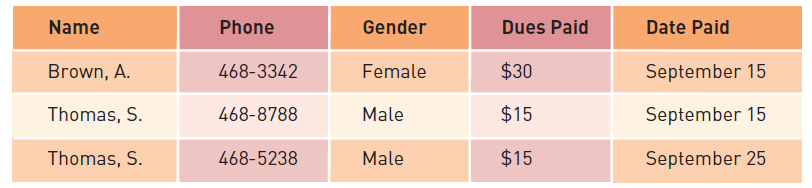 Name Phone Gender Dues Paid Date Paid
Brown, A. 468-3342 Female $30 September 15
Thomas, S. 468-8788 Male $15 September 15
Thomas, S. 468-5238 Male $15 September 25